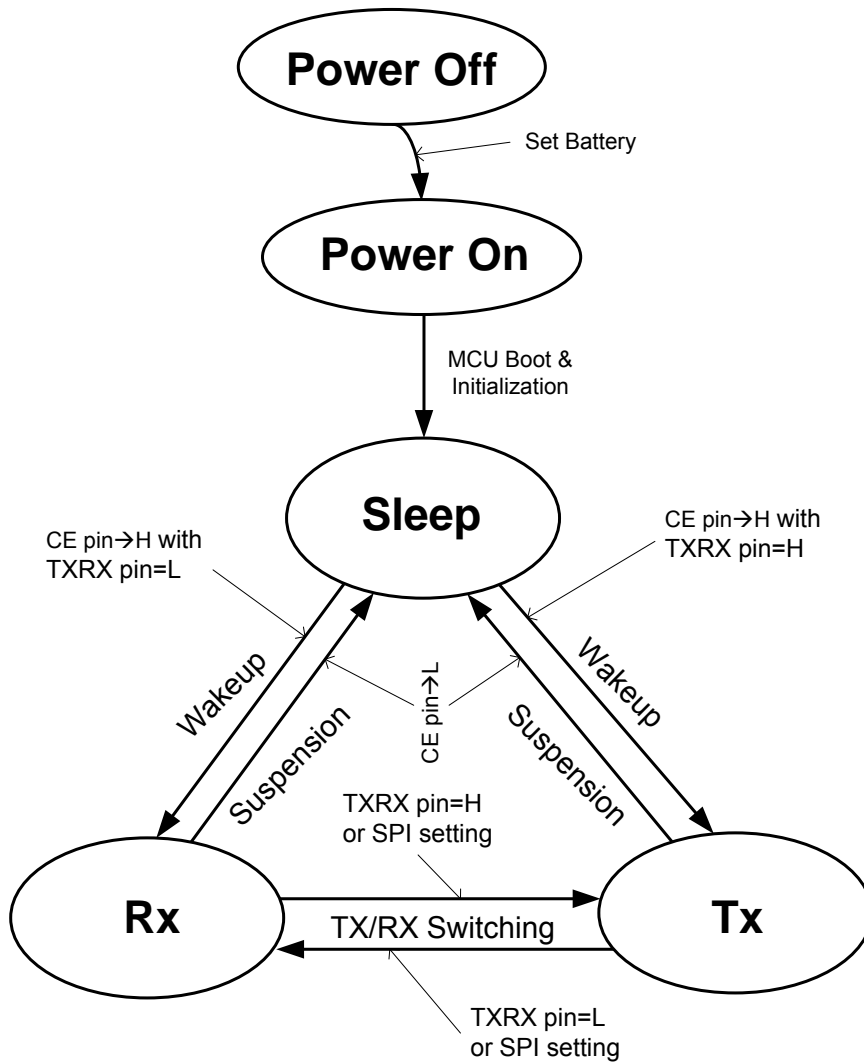 Power Off
Set Battery
Power On
MCU Boot &
Initialization
Sleep
CE pin→H with
TXRX pin=L
CE pin→H with
TXRX pin=H
Wakeup
Suspension
CE pin→L
Suspension
Wakeup
TXRX pin=H
or SPI setting
Rx
TX/RX Switching
Tx
TXRX pin=L
or SPI setting